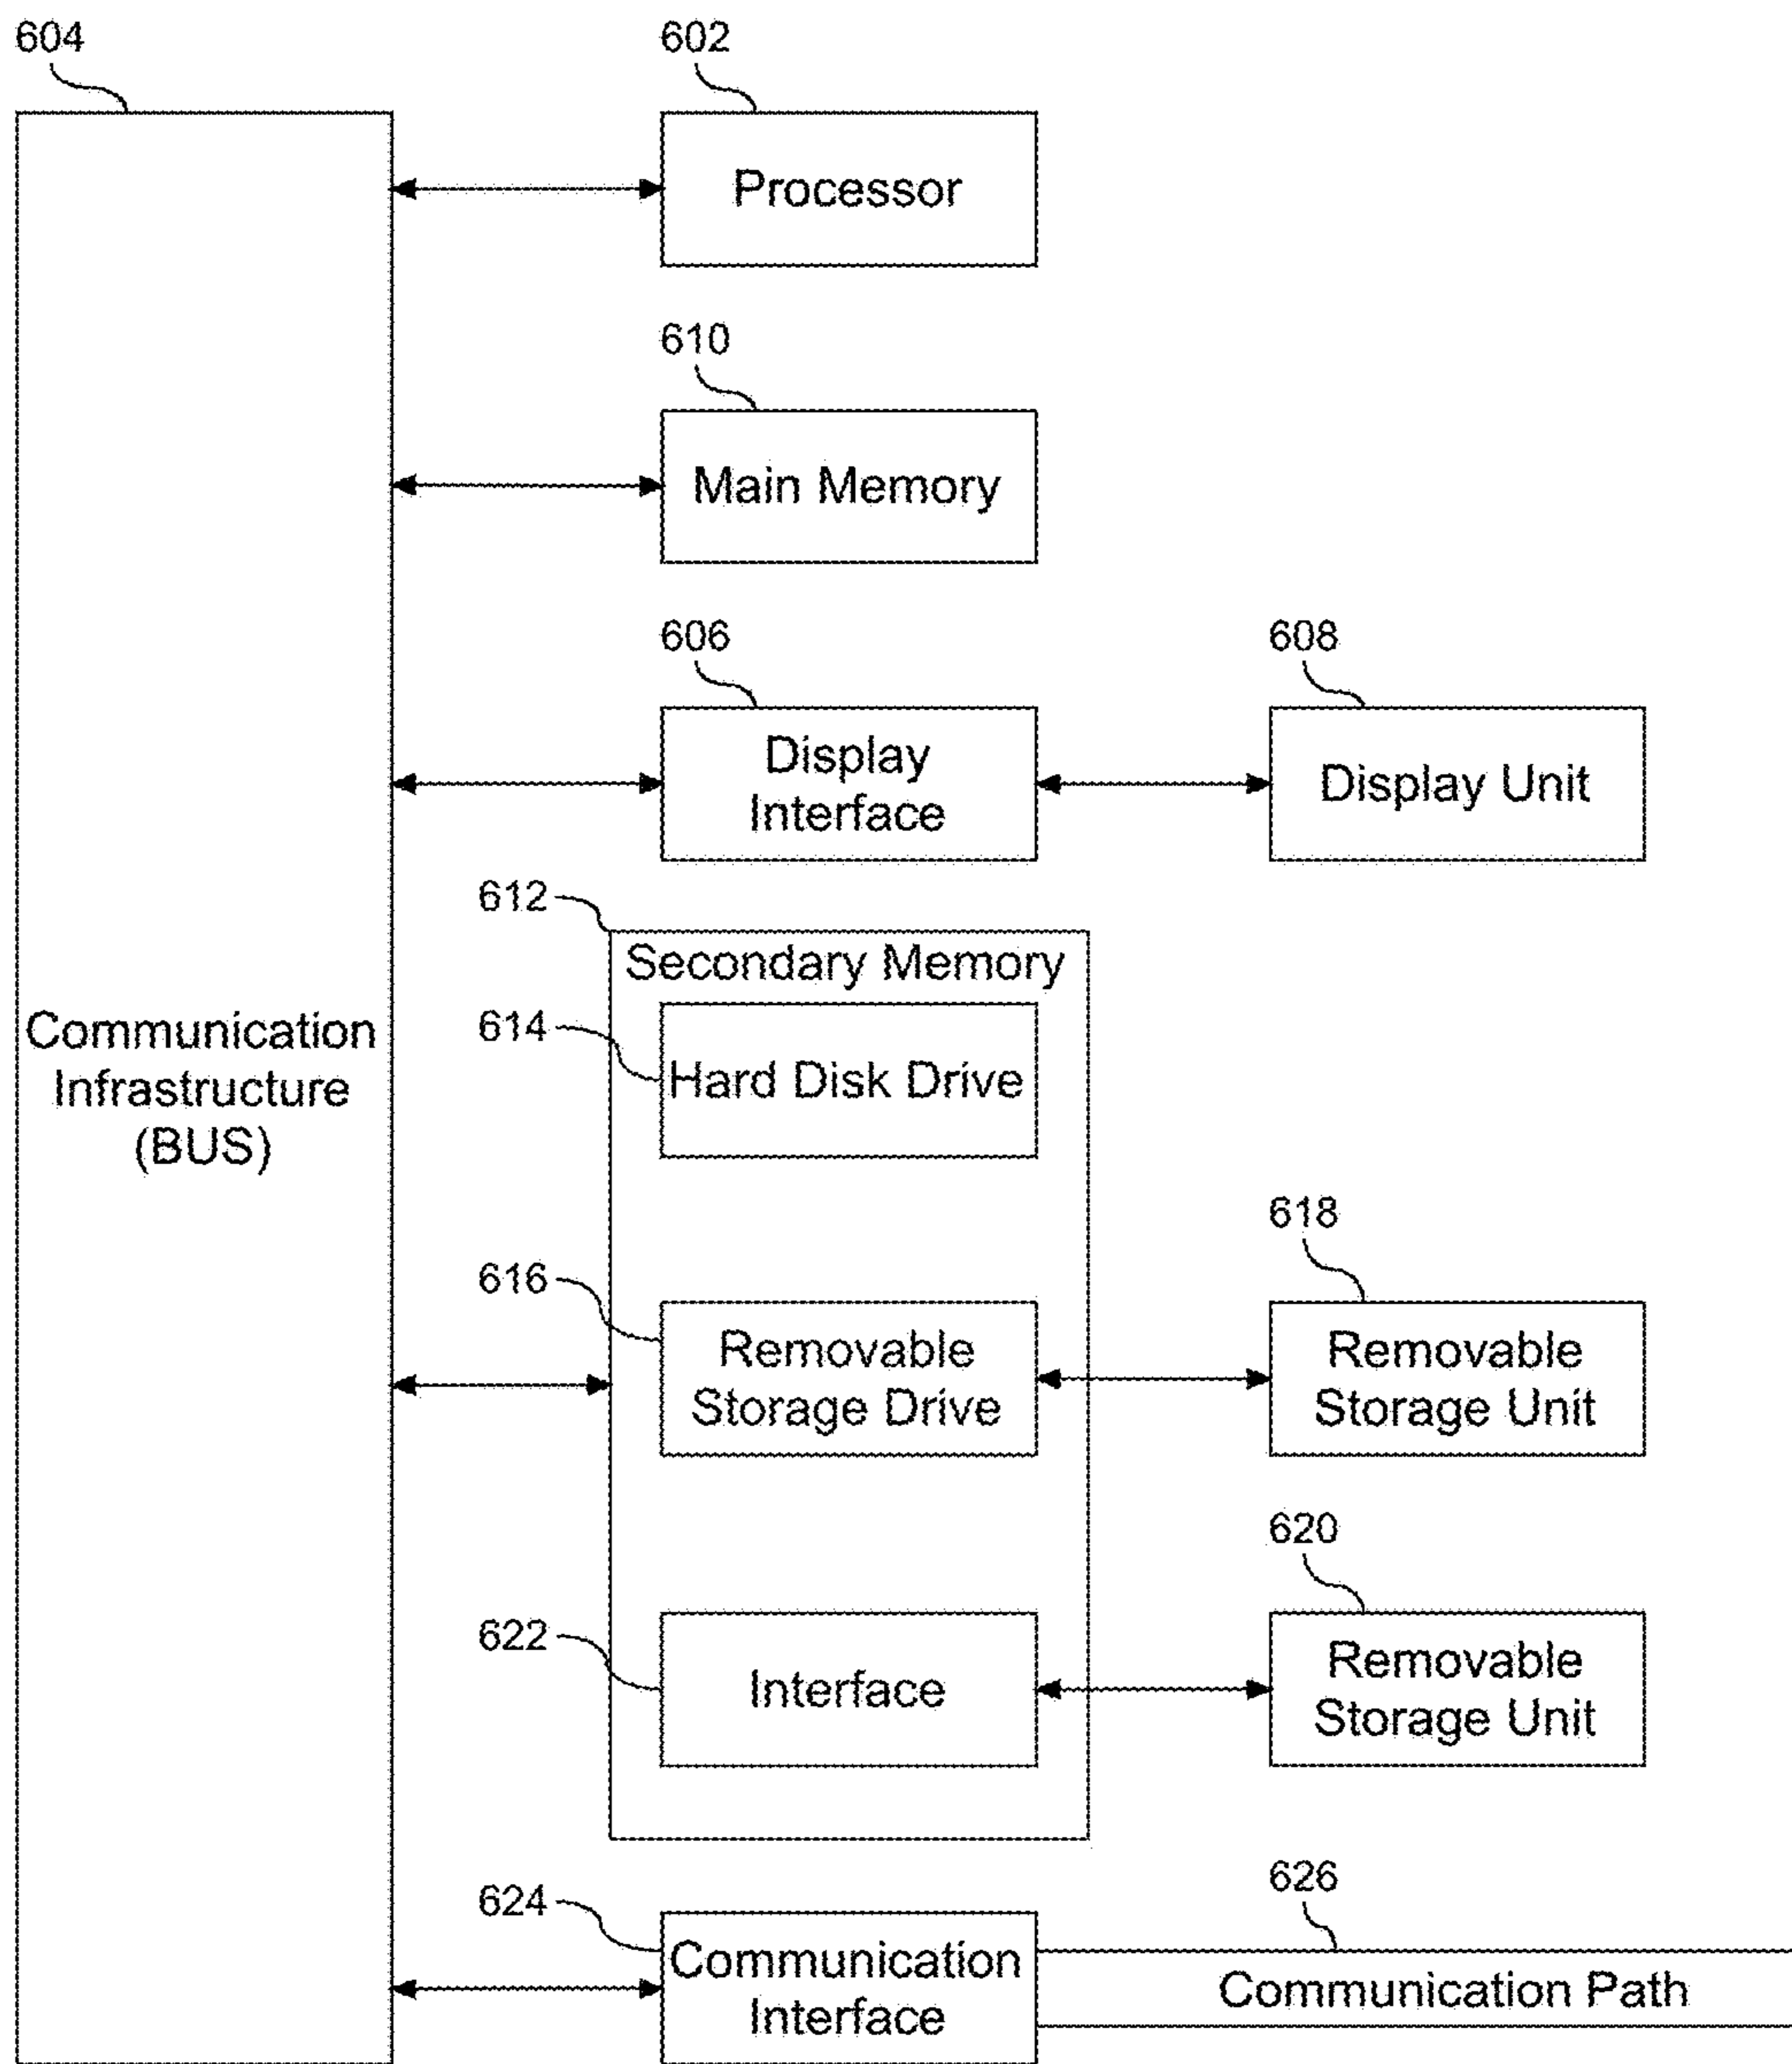 604
602
Processor
610
Main Memory
606
608
Display
Interface
Display Unit
612
Secondary Memory
Communication
Infrastructure
(BUS)
614
Hard Disk Drive
618
616
Removable
Storage Drive
Removable
Storage Unit
620
622
Interface
Removable
Storage Unit
624
626
Communication
Interface
Communication Path